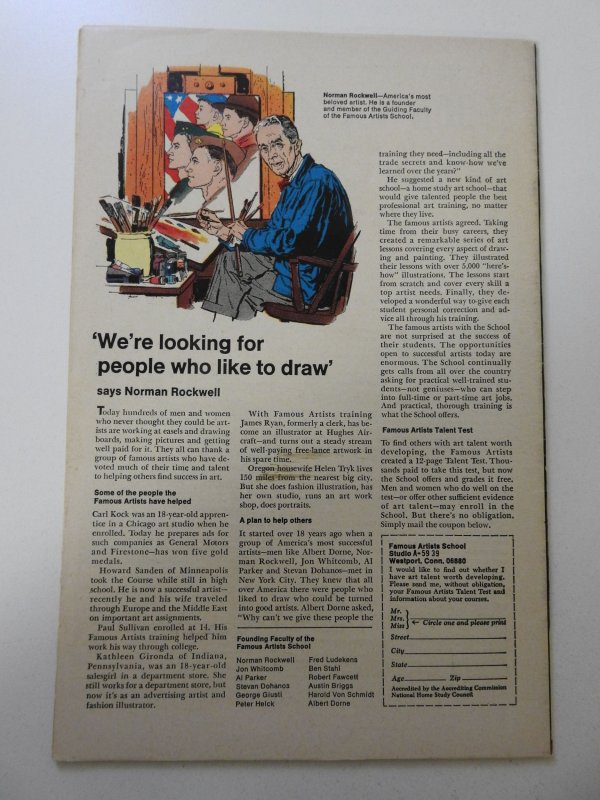 Norman Rockwell—America's most
beloved artist. He is a founder
and member of the Guiding Faculty
of the Famous Artists School.
'We're looking for
people who like to draw'
says Norman Rockwell
Today hundreds of men and women
who never thought they could be art-
ists are working at easels and drawing
boards, making pictures and getting
well paid for it. They all can thank a
group of famous artists who have de-
voted much of their time and talent
to helping others find success in art.
Some of the people the
Famous Artists have helped
Carl Kock was an 18-year-old appren-
tice in a Chicago art studio when he
enrolled. Today he prepares ads for
such companies as General Motors
and Firestone—has won five gold
medals.
Howard Sanden of Minneapolis
took the Course while still in high
school. He is now a successful artist—
recently he and his wife traveled
through Europe and the Middle East
on important art assignments.
Paul Sullivan enrolled at 14. His
Famous Artists training helped him
work his way through college.
Kathleen Gironda of Indiana,
Pennsylvania, was an 18-year-old
salesgirl in a department store. She
still works for a department store, but
now it's as an advertising artist and
fashion illustrator.
With Famous Artists training
James Ryan, formerly a clerk, has be-
come an illustrator at Hughes Air-
craft—and turns out a steady stream
of well-paying free-lance artwork in
his spare time.
Oregon housewife Helen Tryk lives
150 miles from the nearest big city.
But she does fashion illustration, has
her own studio, runs an art work
shop, does portraits.
A plan to help others
It started over 18 years ago when a
group of America's most successful
artists—men like Albert Dorne, Nor-
man Rockwell, Jon Whitcomb, Al
Parker and Stevan Dohanos—met in
New York City. They knew that all
over America there were people who
liked to draw who could be turned
into good artists. Albert Dorne asked,
"Why can't we give these people the
Founding Faculty of the
Famous Artists School
Norman Rockwell
Jon Whitcomb
Al Parker
Stevan Dohanos
George Giusti
Peter Helck
Fred Ludekens
Ben Stahl
Robert Fawcett
Austin Briggs
Harold Von Schmidt
Albert Dorne
training they need—including all the
trade secrets and know-how we've
learned over the years?"
He suggested a new kind of art
school—a home study art school—that
would give talented people the best
professional art training, no matter
where they live.
The famous artists agreed. Taking
time from their busy careers, they
created a remarkable series of art
lessons covering every aspect of draw-
ing and painting. They illustrated
their lessons with over 5,000 "here's-
how" illustrations. The lessons start
from scratch and cover every skill a
top artist needs. Finally, they de-
veloped a wonderful way to give each
student personal correction and ad-
vice all through his training.
The famous artists with the School
are not surprised at the success of
their students. The opportunities
open to successful artists today are
enormous. The School continually
gets calls from all over the country
asking for practical well-trained stu-
dents—not geniuses—who can step
into full-time or part-time art jobs.
And practical, thorough training is
what the School offers.
Famous Artists Talent Test
To find others with art talent worth
developing, the Famous Artists
created a 12-page Talent Test. Thou-
sands paid to take this test, but now
the School offers and grades it free.
Men and women who do well on the
test—or offer other sufficient evidence
of art talent—may enroll in the
School. But there's no obligation.
Simply mail the coupon below.
Famous Artists School
Studio A-5939
Westport, Conn. 06880
I would like to find out whether I
have art talent worth developing.
Please send me, without obligation,
your Famous Artists Talent Test and
information about your courses.
Mr.
Mrs.
Miss
Circle one and please print
Street
City
State
Age Zip
Accredited by the Accrediting Commission
National Home Study Council